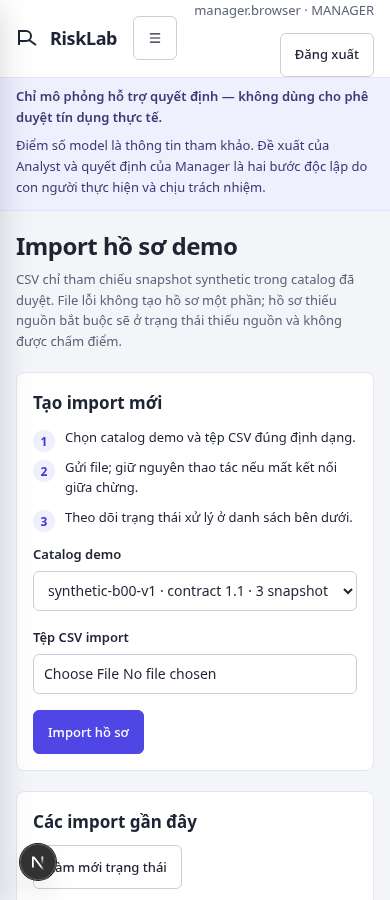 manager.browser · MANAGER
RiskLab
☰
Đăng xuất
Chỉ mô phỏng hỗ trợ quyết định — không dùng cho phê
duyệt tín dụng thực tế.
Điểm số model là thông tin tham khảo. Đề xuất của
Analyst và quyết định của Manager là hai bước độc lập do
con người thực hiện và chịu trách nhiệm.
Import hồ sơ demo
CSV chỉ tham chiếu snapshot synthetic trong catalog đã
duyệt. File lỗi không tạo hồ sơ một phần; hồ sơ thiếu
nguồn bắt buộc sẽ ở trạng thái thiếu nguồn và không
được chấm điểm.
Tạo import mới
1 Chọn catalog demo và tệp CSV đúng định dạng.
2 Gửi file; giữ nguyên thao tác nếu mất kết nối
giữa chừng.
3 Theo dõi trạng thái xử lý ở danh sách bên dưới.
Catalog demo
synthetic-b00-v1 · contract 1.1 · 3 snapshot
Tệp CSV import
Choose File No file chosen
Import hồ sơ
Các import gần đây
N àm mới trạng thái